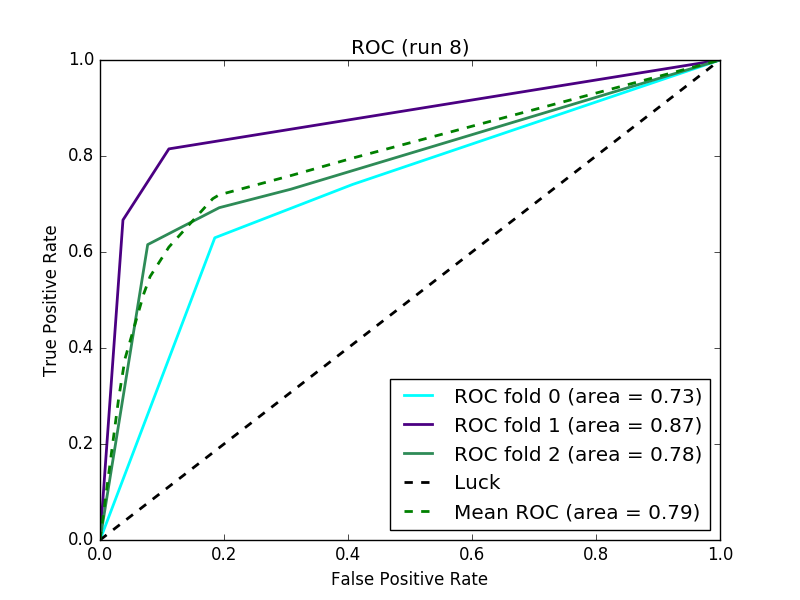 ROC (run 8)
1.0
0.8
0.6
0.4
0.2
0.0
True Positive Rate
ROC fold 0 (area = 0.73)
ROC fold 1 (area = 0.87)
ROC fold 2 (area = 0.78)
Luck
Mean ROC (area = 0.79)
0.0 0.2 0.4 0.6 0.8 1.0
False Positive Rate